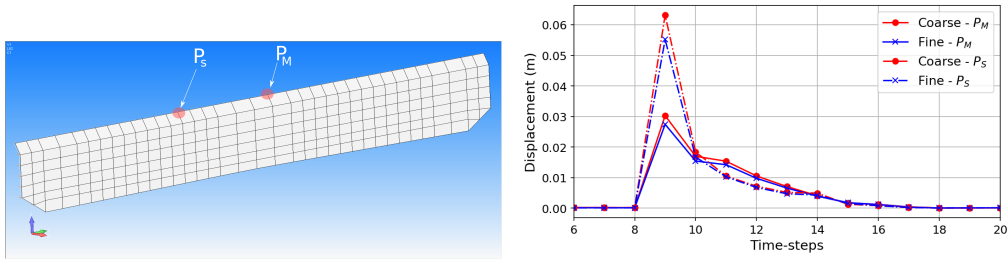 P_S
P_M
Displacement (m)
0.06
0.05
0.04
0.03
0.02
0.01
0.00
Coarse - P_M
Fine - P_M
Coarse - P_S
Fine - P_S
6 8 10 12 14 16 18 20
Time-steps